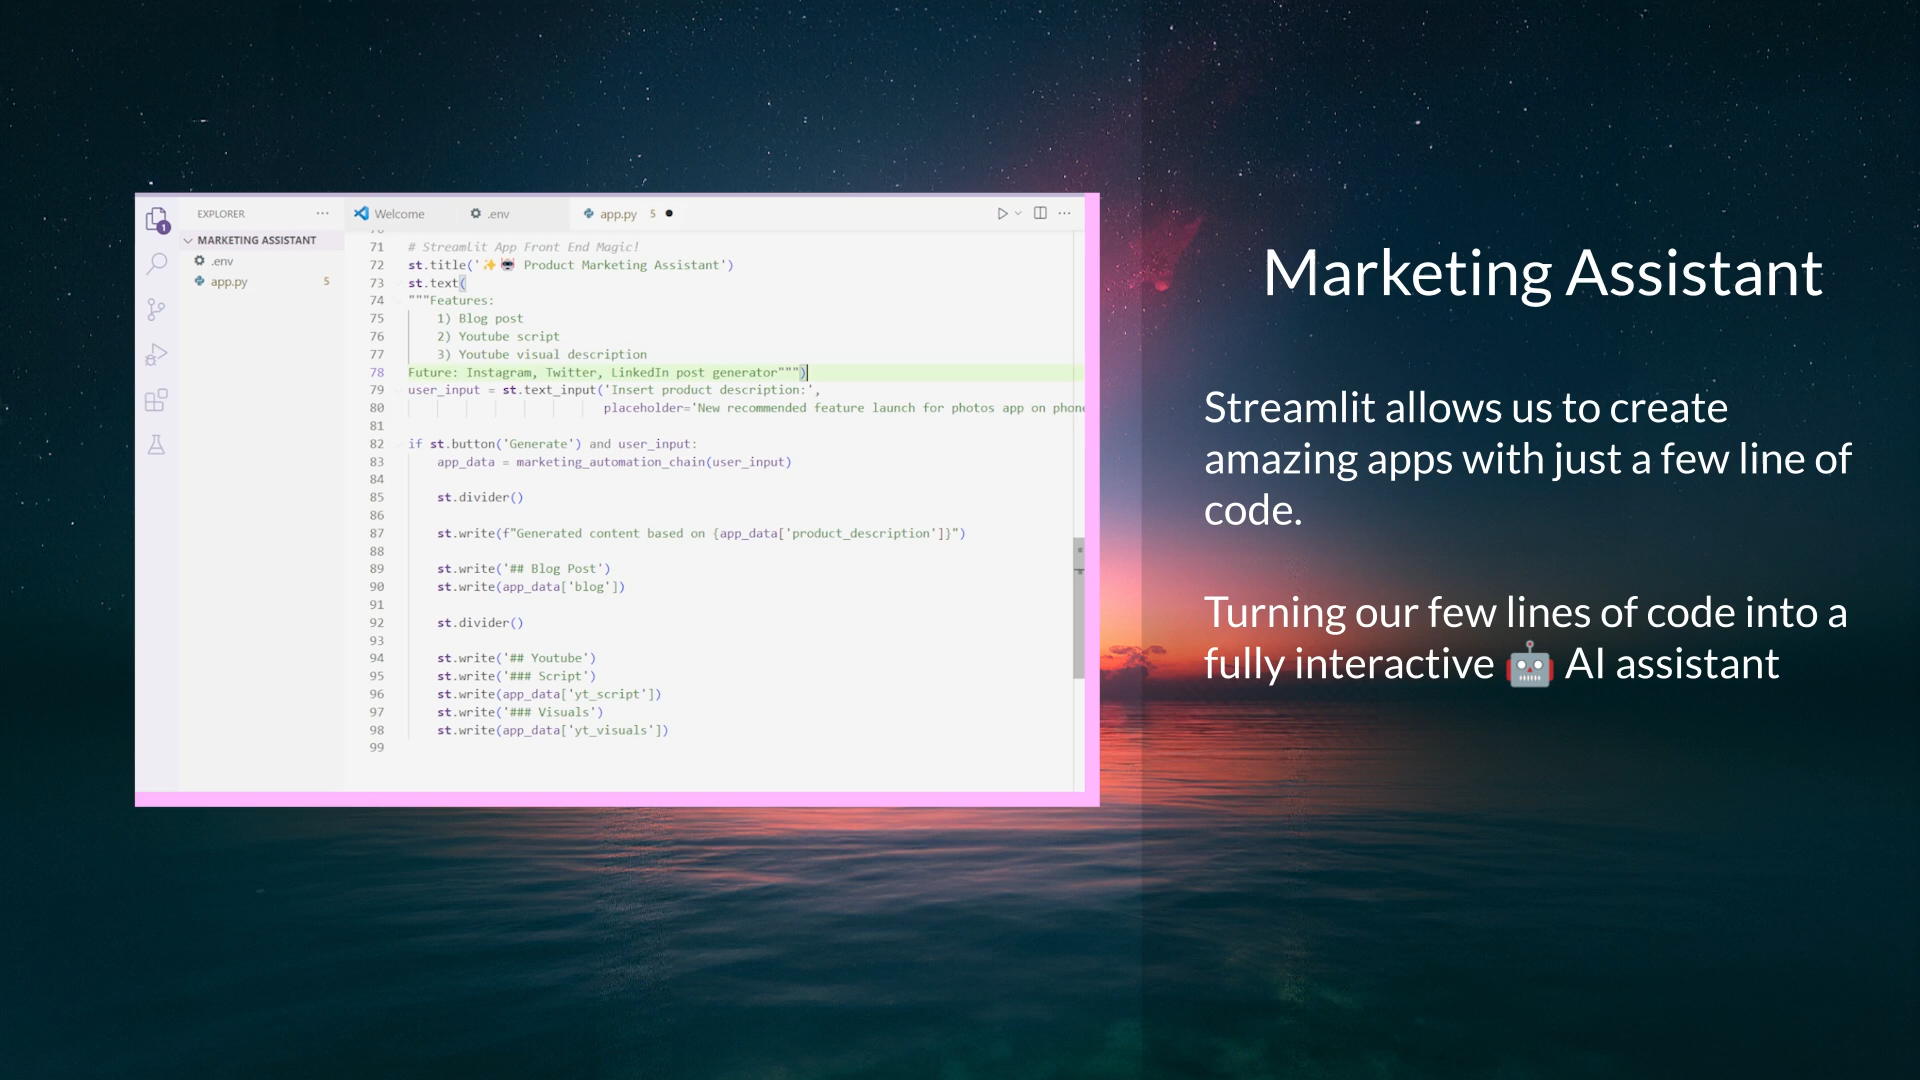 EXPLORER ···
Welcome
.env
app.py 5
1
MARKETING ASSISTANT
.env
app.py 5
71 # Streamlit App Front End Magic!
72 st.title('✨🤖 Product Marketing Assistant')
73 st.text(
74 """Features:
75 1) Blog post
76 2) Youtube script
77 3) Youtube visual description
78 Future: Instagram, Twitter, LinkedIn post generator""")
79 user_input = st.text_input('Insert product description:',
80 placeholder='New recommended feature launch for photos app on phone
81
82 if st.button('Generate') and user_input:
83 app_data = marketing_automation_chain(user_input)
84
85 st.divider()
86
87 st.write(f"Generated content based on {app_data['product_description']}")
88
89 st.write('## Blog Post')
90 st.write(app_data['blog'])
91
92 st.divider()
93
94 st.write('## Youtube')
95 st.write('### Script')
96 st.write(app_data['yt_script'])
97 st.write('### Visuals')
98 st.write(app_data['yt_visuals'])
99
Marketing Assistant
Streamlit allows us to create
amazing apps with just a few line of
code.
Turning our few lines of code into a
fully interactive 🤖 AI assistant